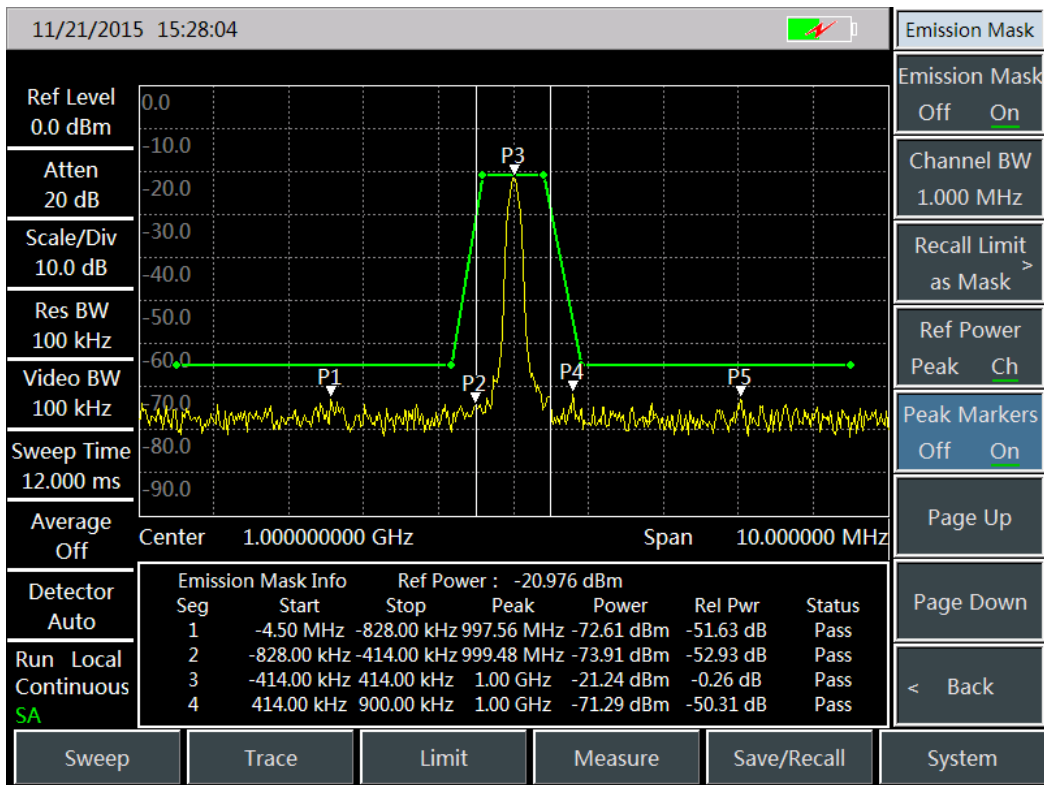 11/21/2015 15:28:04
Ref Level
0.0 dBm
Atten
20 dB
Scale/Div
10.0 dB
Res BW
100 kHz
Video BW
100 kHz
Sweep Time
12.000 ms
Average
Off
Detector
Auto
Run Local
Continuous
SA
0.0
-10.0
-20.0
-30.0
-40.0
-50.0
-60.0
-70.0
-80.0
-90.0
P1
P2
P3
P4
P5
Center 1.000000000 GHz Span 10.000000 MHz
Emission Mask Info Ref Power : -20.976 dBm
Seg Start Stop Peak Power Rel Pwr Status
1 -4.50 MHz -828.00 kHz 997.56 MHz -72.61 dBm -51.63 dB Pass
2 -828.00 kHz -414.00 kHz 999.48 MHz -73.91 dBm -52.93 dB Pass
3 -414.00 kHz 414.00 kHz 1.00 GHz -21.24 dBm -0.26 dB Pass
4 414.00 kHz 900.00 kHz 1.00 GHz -71.29 dBm -50.31 dB Pass
Emission Mask
Emission Mask
Off On
Channel BW
1.000 MHz
Recall Limit
as Mask >
Ref Power
Peak Ch
Peak Markers
Off On
Page Up
Page Down
< Back
Sweep Trace Limit Measure Save/Recall System